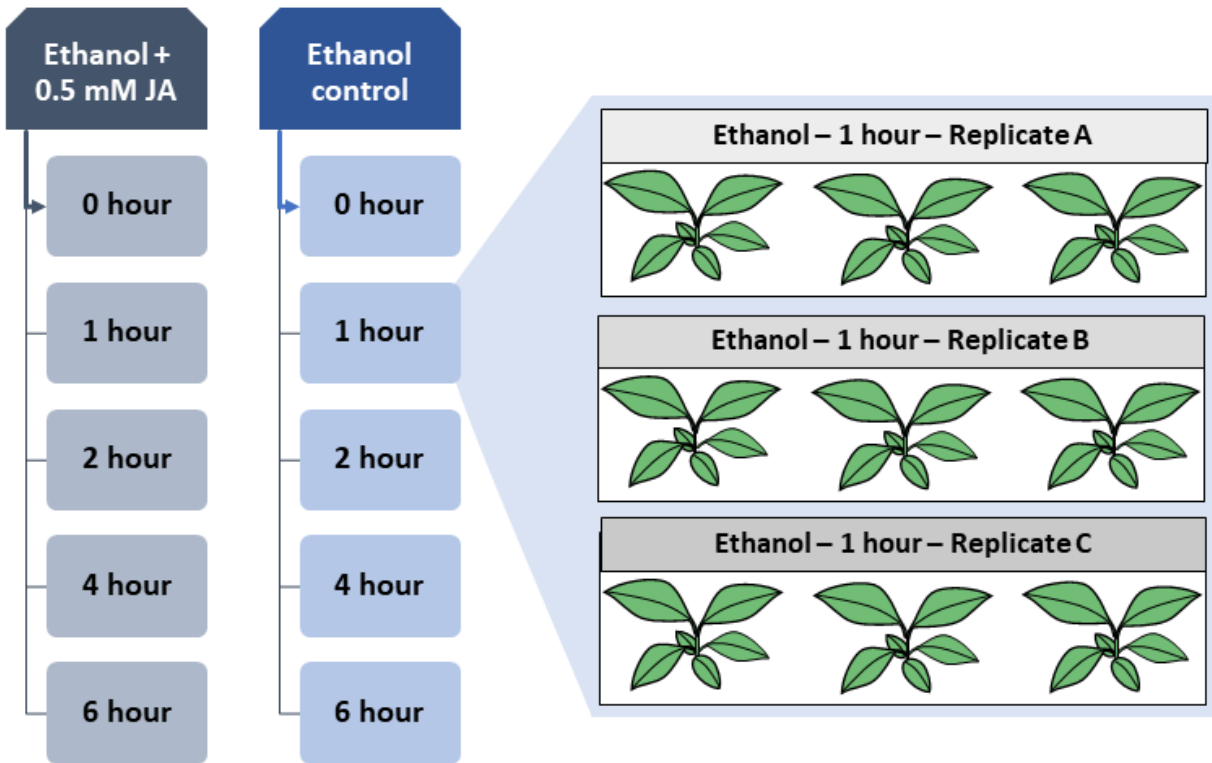 Ethanol +
0.5 mM JA
0 hour
1 hour
2 hour
4 hour
6 hour
Ethanol
control
0 hour
1 hour
2 hour
4 hour
6 hour
Ethanol – 1 hour – Replicate A
Ethanol – 1 hour – Replicate B
Ethanol – 1 hour – Replicate C